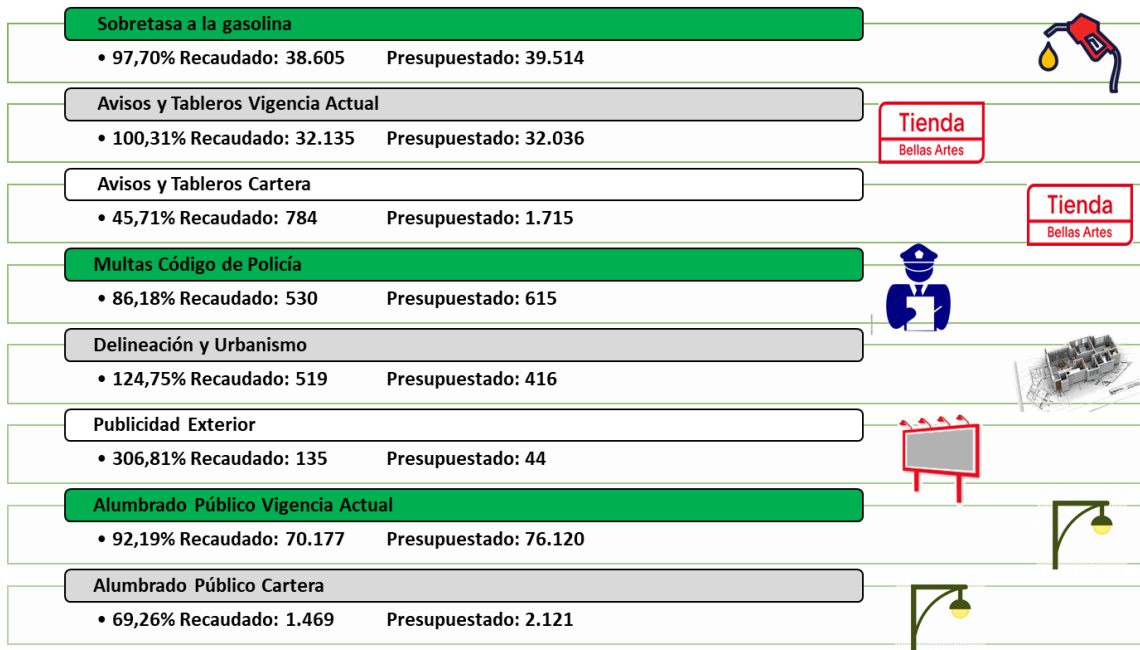 Sobretasa a la gasolina
• 97,70% Recaudado: 38.605 Presupuestado: 39.514
Avisos y Tableros Vigencia Actual
• 100,31% Recaudado: 32.135 Presupuestado: 32.036
Tienda
Bellas Artes
Avisos y Tableros Cartera
• 45,71% Recaudado: 784 Presupuestado: 1.715
Tienda
Bellas Artes
Multas Código de Policía
• 86,18% Recaudado: 530 Presupuestado: 615
Delineación y Urbanismo
• 124,75% Recaudado: 519 Presupuestado: 416
Publicidad Exterior
• 306,81% Recaudado: 135 Presupuestado: 44
Alumbrado Público Vigencia Actual
• 92,19% Recaudado: 70.177 Presupuestado: 76.120
Alumbrado Público Cartera
• 69,26% Recaudado: 1.469 Presupuestado: 2.121